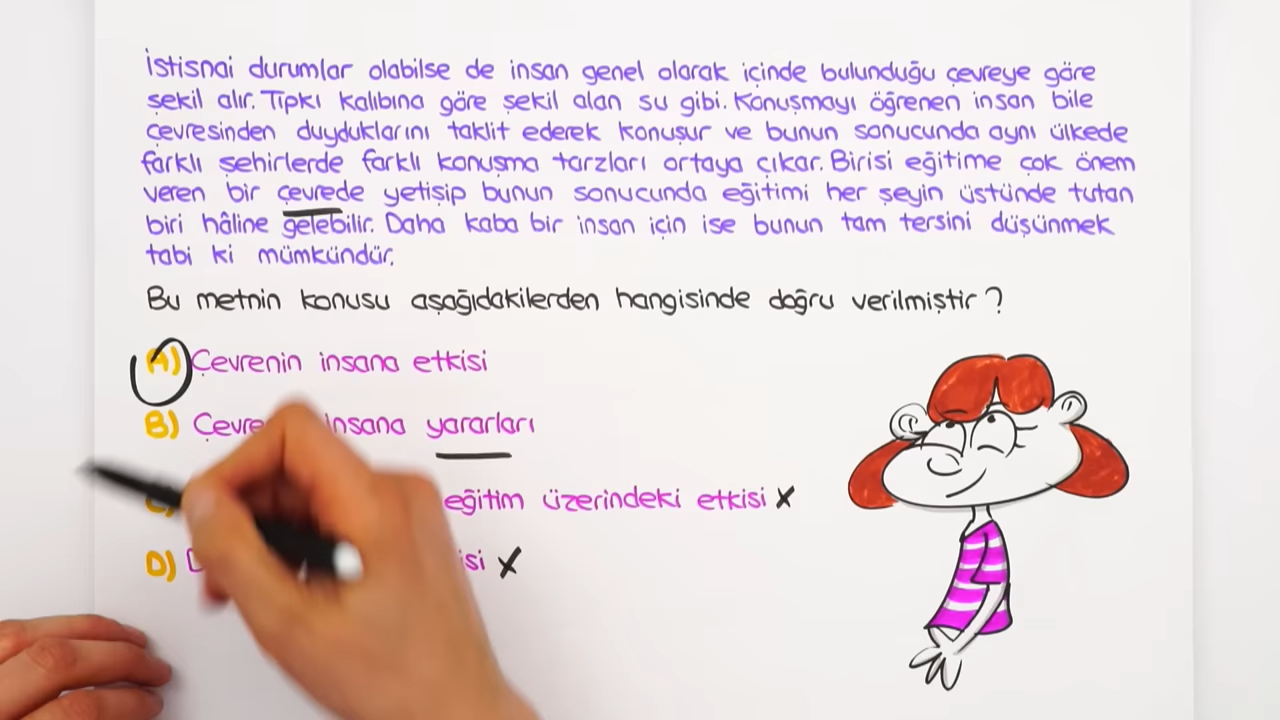 İstisnai durumlar olabilse de insan genel olarak içinde bulunduğu çevreye göre
şekil alır. Tıpkı kalıbına göre şekil alan su gibi. Konuşmayı öğrenen insan bile
çevresinden duyduklarını taklit ederek konuşur ve bunun sonucunda aynı ülkede
farklı şehirlerde farklı konuşma tarzları ortaya çıkar. Birisi eğitime çok önem
veren bir çevrede yetişip bunun sonucunda eğitimi her şeyin üstünde tutan
biri hâline gelebilir. Daha kaba bir insan için ise bunun tam tersini düşünmek
tabi ki mümkündür.
Bu metnin konusu aşağıdakilerden hangisinde doğru verilmiştir?
A) Çevrenin insana etkisi
B) insana yararları
eğitim üzerindeki etkisi
D)